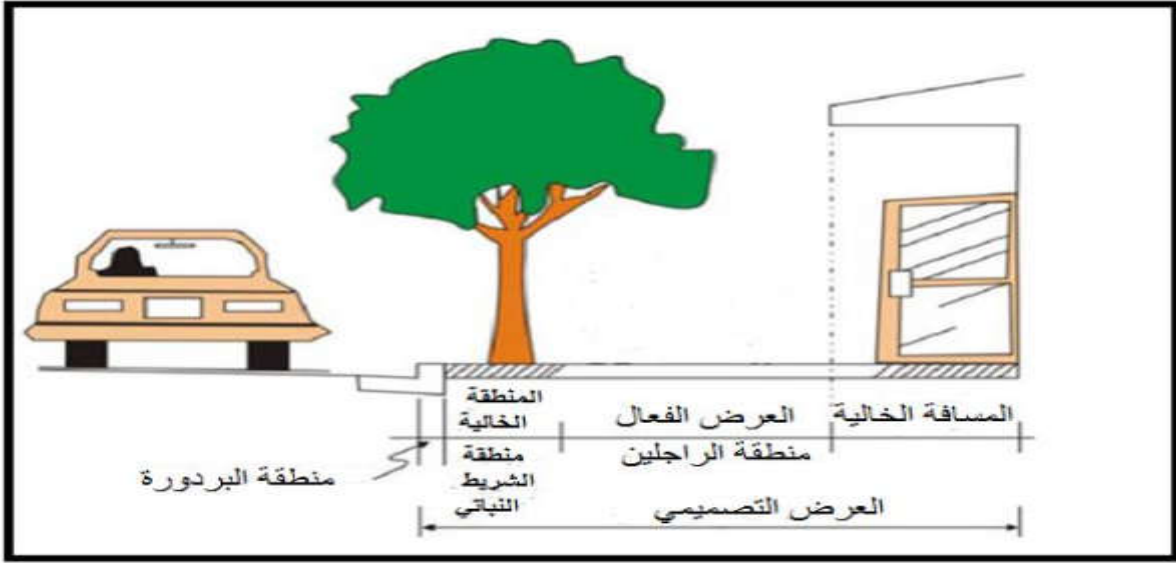 المسافة الخالية
العرض الفعال
المنطقة
الخالية
منطقة الراجلين
منطقة
الشريط
النباتي
منطقة البردورة
العرض التصميمي